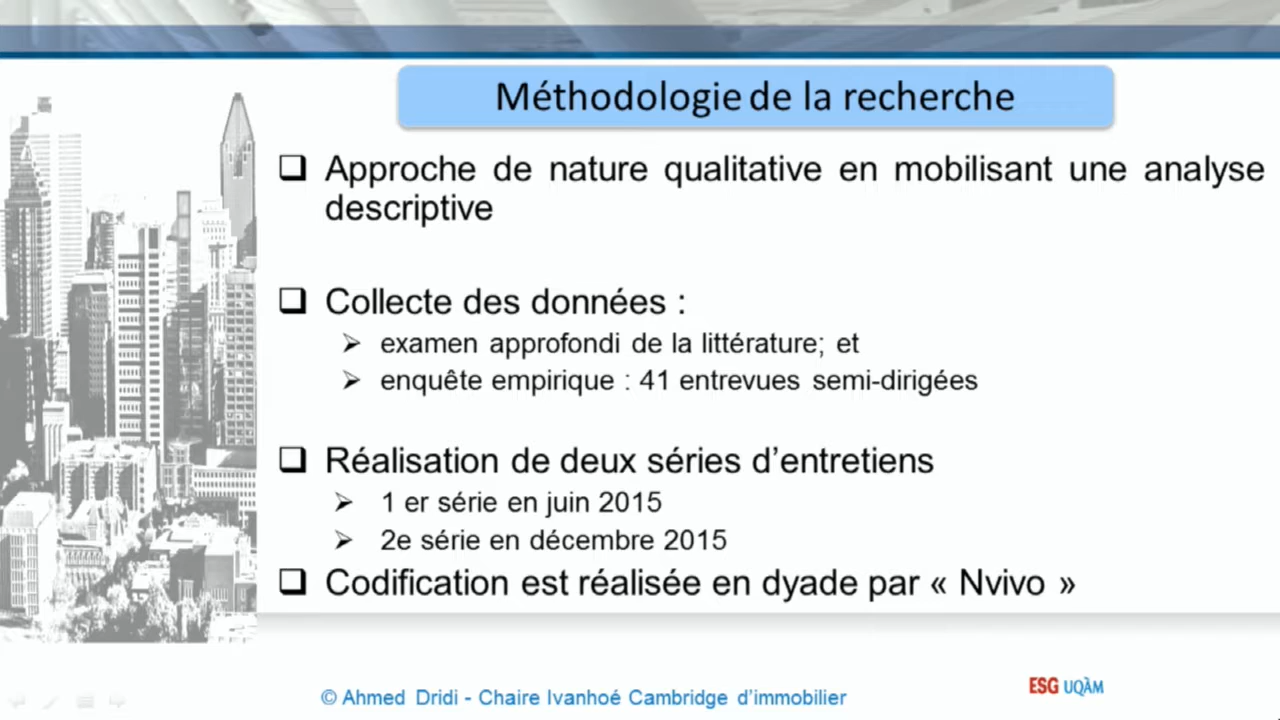 Méthodologie de la recherche
Approche de nature qualitative en mobilisant une analyse
descriptive
Collecte des données :
examen approfondi de la littérature; et
enquête empirique : 41 entrevues semi-dirigées
Réalisation de deux séries d’entretiens
1 er série en juin 2015
2e série en décembre 2015
Codification est réalisée en dyade par « Nvivo »
© Ahmed Dridi - Chaire Ivanhoé Cambridge d’immobilier
ESG UQÀM